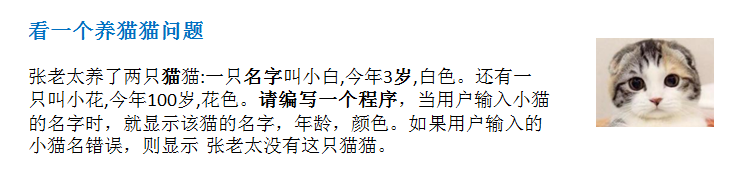 看一个养猫猫问题
张老太养了两只猫猫:一只名字叫小白,今年3岁,白色。还有一
只叫小花,今年100岁,花色。请编写一个程序，当用户输入小猫
的名字时，就显示该猫的名字，年龄，颜色。如果用户输入的
小猫名错误，则显示 张老太没有这只猫猫。